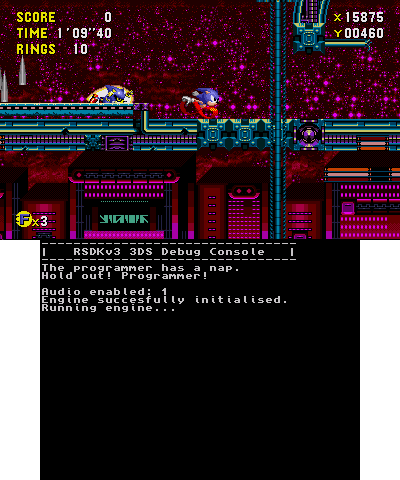 SCORE 0
TIME 1'09"40
RINGS 10
X 15875
Y 00460
F×3
| RSDKv3 3DS Debug Console |
The programmer has a nap.
Hold out! Programmer!
Audio enabled: 1
Engine succesfully initialised.
Running engine...